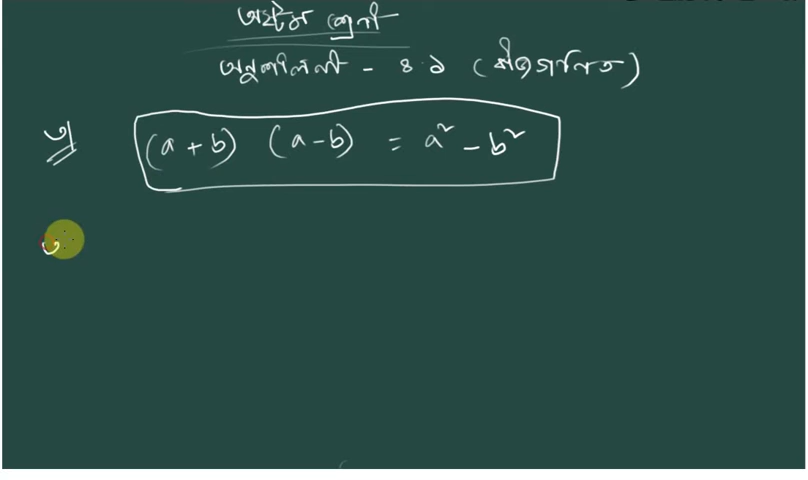 অষ্টম শ্রেণী
অনুশীলনী - ৪.১ (বীজগণিত)
(a + b) (a - b) = a² - b²